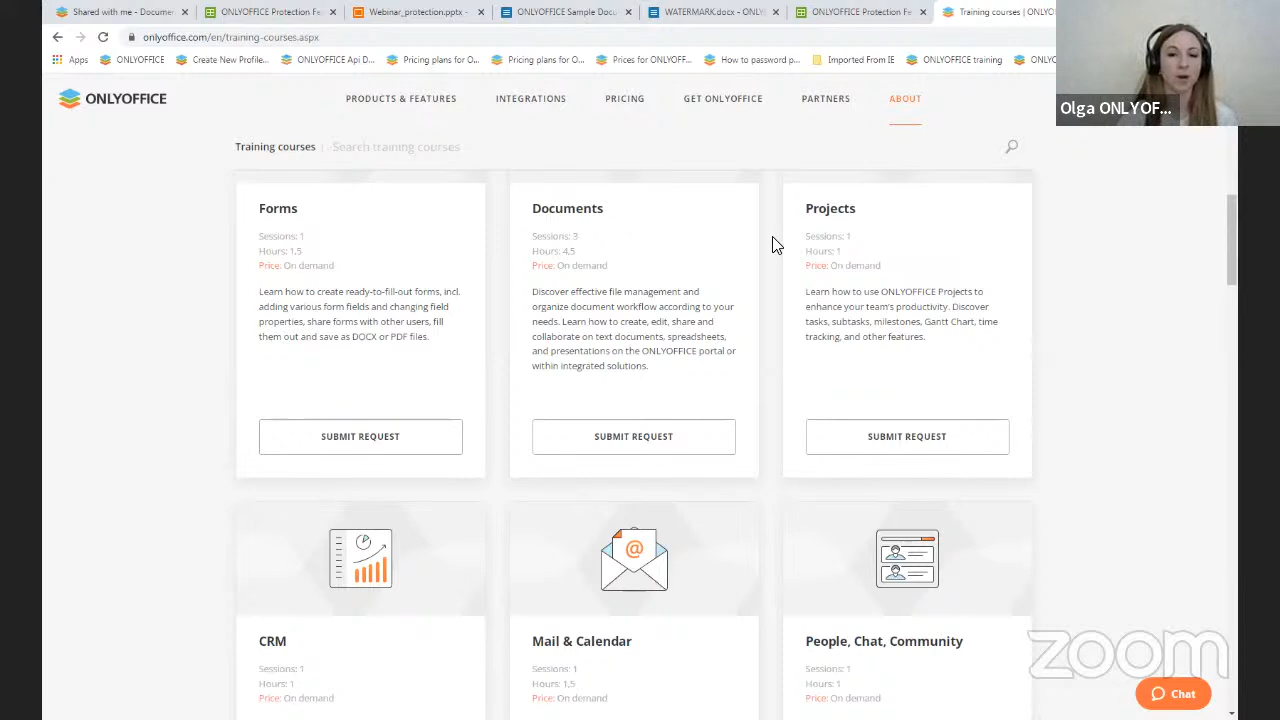 Shared with me - Documen
ONLYOFFICE Protection Fe
Webinar_protection.pptx -
ONLYOFFICE Sample Docu
WATERMARK.docx - ONLYO
ONLYOFFICE Protection Fe
Training courses | ONLYO
onlyoffice.com/en/training-courses.aspx
Apps
ONLYOFFICE
Create New Profile...
ONLYOFFICE Api D...
Pricing plans for O...
Pricing plans for O...
Prices for ONLYOFF...
How to password p...
Imported From IE
ONLYOFFICE training
Olga ONLYOF...
ONLYOFFICE
PRODUCTS & FEATURES
INTEGRATIONS
PRICING
GET ONLYOFFICE
PARTNERS
ABOUT
Training courses
Search training courses
Forms
Sessions: 1
Hours: 1,5
Price: On demand
Learn how to create ready-to-fill-out forms, incl.
adding various form fields and changing field
properties, share forms with other users, fill
them out and save as DOCX or PDF files.
SUBMIT REQUEST
Documents
Sessions: 3
Hours: 4,5
Price: On demand
Discover effective file management and
organize document workflow according to your
needs. Learn how to create, edit, share and
collaborate on text documents, spreadsheets,
and presentations on the ONLYOFFICE portal or
within integrated solutions.
SUBMIT REQUEST
Projects
Sessions: 1
Hours: 1
Price: On demand
Learn how to use ONLYOFFICE Projects to
enhance your team's productivity. Discover
tasks, subtasks, milestones, Gantt Chart, time
tracking, and other features.
SUBMIT REQUEST
CRM
Sessions: 1
Hours: 1
Price: On demand
Mail & Calendar
Sessions: 1
Hours: 1,5
Price: On demand
People, Chat, Community
Sessions: 1
Hours: 1
Price: On demand
zoom
Chat